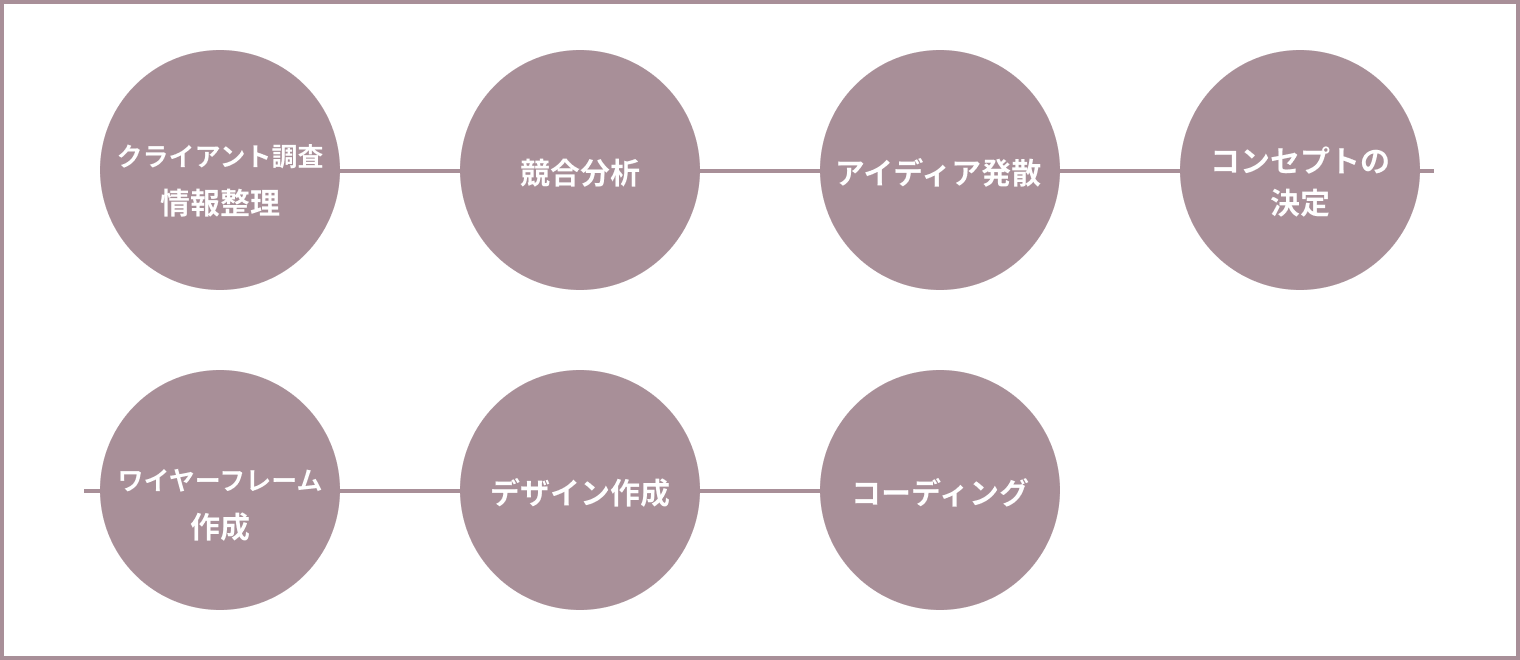 クライアント調査
情報整理
競合分析
アイディア発散
コンセプトの
決定
ワイヤーフレーム
作成
デザイン作成
コーディング